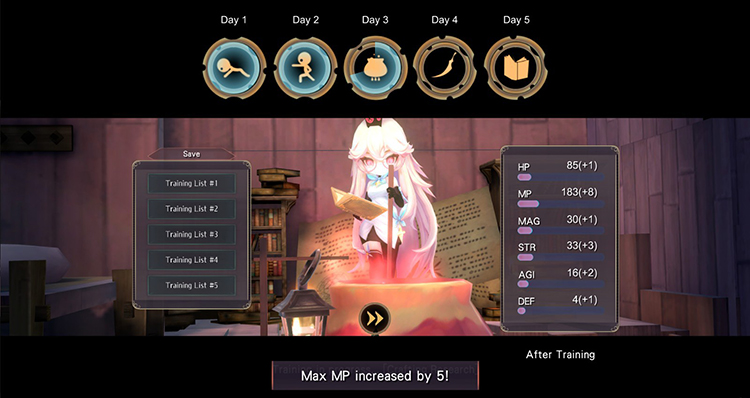 Day 1 Day 2 Day 3 Day 4 Day 5
Save
Training List #1
Training List #2
Training List #3
Training List #4
Training List #5
HP 85(+1)
MP 183(+8)
MAG 30(+1)
STR 33(+3)
AGI 16(+2)
DEF 4(+1)
After Training
Max MP increased by 5!